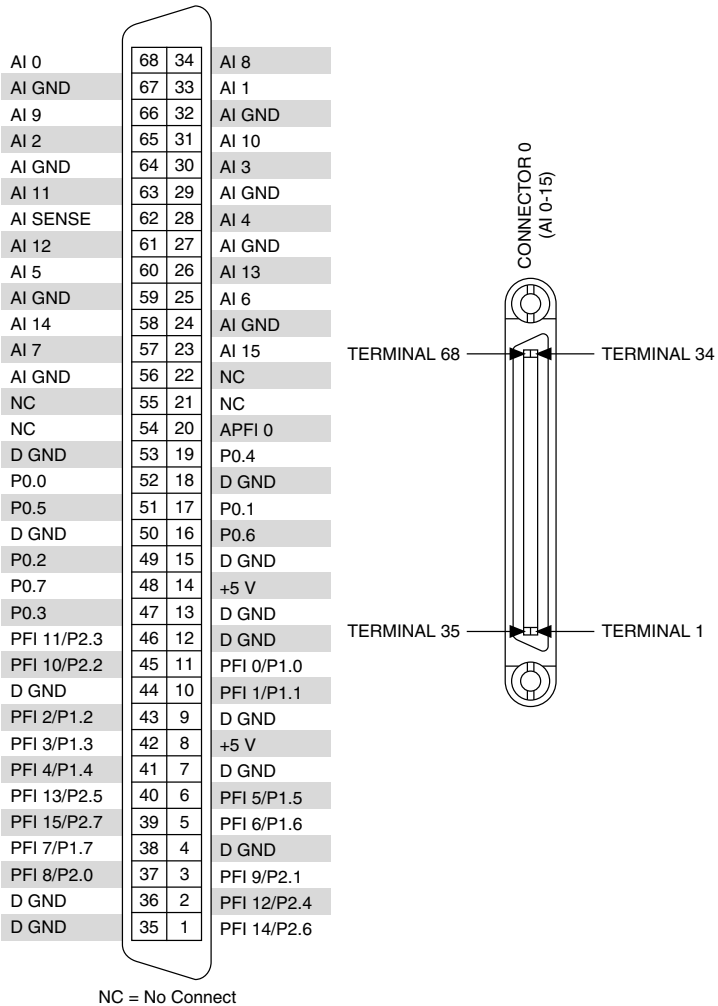 AI 0 68 34 AI 8
AI GND 67 33 AI 1
AI 9 66 32 AI GND
AI 2 65 31 AI 10
AI GND 64 30 AI 3
AI 11 63 29 AI GND
AI SENSE 62 28 AI 4
AI 12 61 27 AI GND
AI 5 60 26 AI 13
AI GND 59 25 AI 6
AI 14 58 24 AI GND
AI 7 57 23 AI 15
AI GND 56 22 NC
NC 55 21 NC
NC 54 20 APFI 0
D GND 53 19 P0.4
P0.0 52 18 D GND
P0.5 51 17 P0.1
D GND 50 16 P0.6
P0.2 49 15 D GND
P0.7 48 14 +5 V
P0.3 47 13 D GND
PFI 11/P2.3 46 12 D GND
PFI 10/P2.2 45 11 PFI 0/P1.0
D GND 44 10 PFI 1/P1.1
PFI 2/P1.2 43 9 D GND
PFI 3/P1.3 42 8 +5 V
PFI 4/P1.4 41 7 D GND
PFI 13/P2.5 40 6 PFI 5/P1.5
PFI 15/P2.7 39 5 PFI 6/P1.6
PFI 7/P1.7 38 4 D GND
PFI 8/P2.0 37 3 PFI 9/P2.1
D GND 36 2 PFI 12/P2.4
D GND 35 1 PFI 14/P2.6
NC = No Connect
CONNECTOR 0
(AI 0-15)
TERMINAL 68 TERMINAL 34
TERMINAL 35 TERMINAL 1